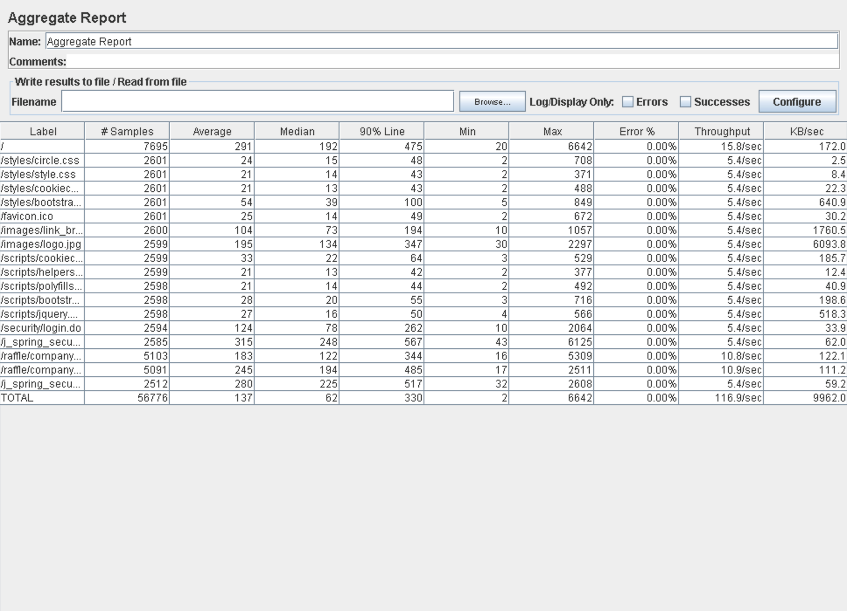 Aggregate Report
Name: Aggregate Report
Comments:
Write results to file / Read from file
Filename Browse... Log/Display Only: Errors Successes Configure
Label # Samples Average Median 90% Line Min Max Error % Throughput KB/sec
/ 7695 291 192 475 20 6642 0.00% 15.8/sec 172.0
/styles/circle.css 2601 24 15 48 2 708 0.00% 5.4/sec 2.5
/styles/style.css 2601 21 14 43 2 371 0.00% 5.4/sec 8.4
/styles/cookiec... 2601 21 13 43 2 488 0.00% 5.4/sec 22.3
/styles/bootstra... 2601 54 39 100 5 849 0.00% 5.4/sec 640.9
/favicon.ico 2601 25 14 49 2 672 0.00% 5.4/sec 30.2
/images/link_br... 2600 104 73 194 10 1057 0.00% 5.4/sec 1760.5
/images/logo.jpg 2599 195 134 347 30 2297 0.00% 5.4/sec 6093.8
/scripts/cookiec... 2599 33 22 64 3 529 0.00% 5.4/sec 185.7
/scripts/helpers... 2599 21 13 42 2 377 0.00% 5.4/sec 12.4
/scripts/polyfills... 2598 21 14 44 2 492 0.00% 5.4/sec 40.9
/scripts/bootstr... 2598 28 20 55 3 716 0.00% 5.4/sec 198.6
/scripts/jquery.... 2598 27 16 50 4 566 0.00% 5.4/sec 518.3
/security/login.do 2594 124 78 262 10 2064 0.00% 5.4/sec 33.9
/j_spring_secu... 2585 315 248 567 43 6125 0.00% 5.4/sec 62.0
/raffle/company... 5103 183 122 344 16 5309 0.00% 10.8/sec 122.1
/raffle/company... 5091 245 194 485 17 2511 0.00% 10.9/sec 111.2
/j_spring_secu... 2512 280 225 517 32 2608 0.00% 5.4/sec 59.2
TOTAL 56776 137 62 330 2 6642 0.00% 116.9/sec 9962.0